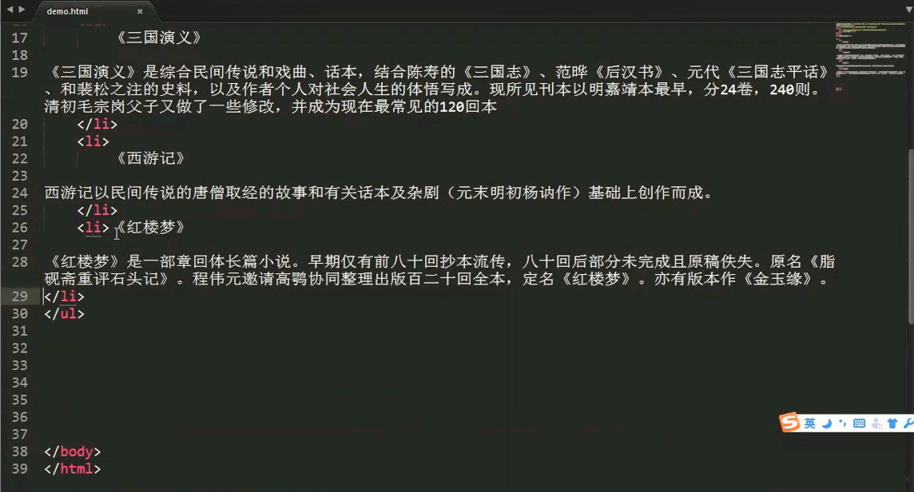 demo.html
17 《三国演义》
18
19 《三国演义》是综合民间传说和戏曲、话本，结合陈寿的《三国志》、范晔《后汉书》、元代《三国志平话》
、和裴松之注的史料，以及作者个人对社会人生的体悟写成。现所见刊本以明嘉靖本最早，分24卷，240则。
清初毛宗岗父子又做了一些修改，并成为现在最常见的120回本
20 </li>
21 <li>
22 《西游记》
23
24 西游记以民间传说的唐僧取经的故事和有关话本及杂剧（元末明初杨讷作）基础上创作而成。
25 </li>
26 <li> 《红楼梦》
27
28 《红楼梦》是一部章回体长篇小说。早期仅有前八十回抄本流传，八十回后部分未完成且原稿佚失。原名《脂
砚斋重评石头记》。程伟元邀请高鹗协同整理出版百二十回全本，定名《红楼梦》。亦有版本作《金玉缘》。
29 </li>
30 </ul>
31
32
33
34
35
36
37
38 </body>
39 </html>
S 英